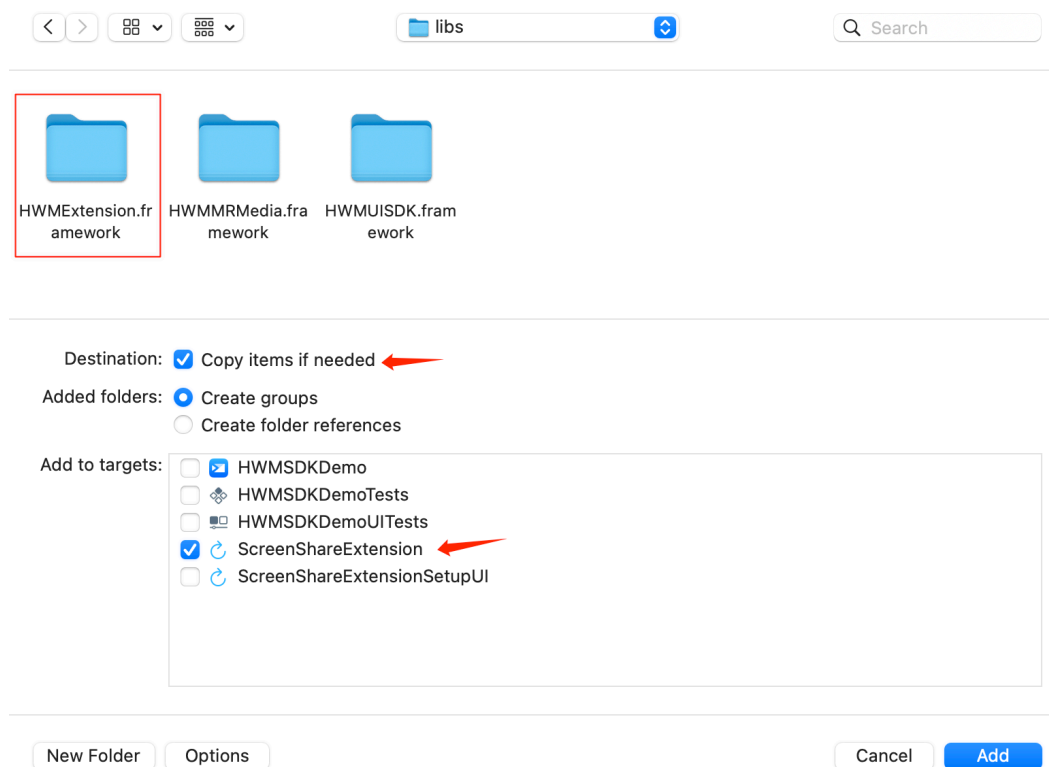 libs
Search
HWMExtension.fr
amework
HWMMRMedia.fra
mework
HWMUISDK.fram
ework
Destination:
Copy items if needed
Added folders:
Create groups
Create folder references
Add to targets:
HWMSDKDemo
HWMSDKDemoTests
HWMSDKDemoUITests
ScreenShareExtension
ScreenShareExtensionSetupUI
New Folder
Options
Cancel
Add